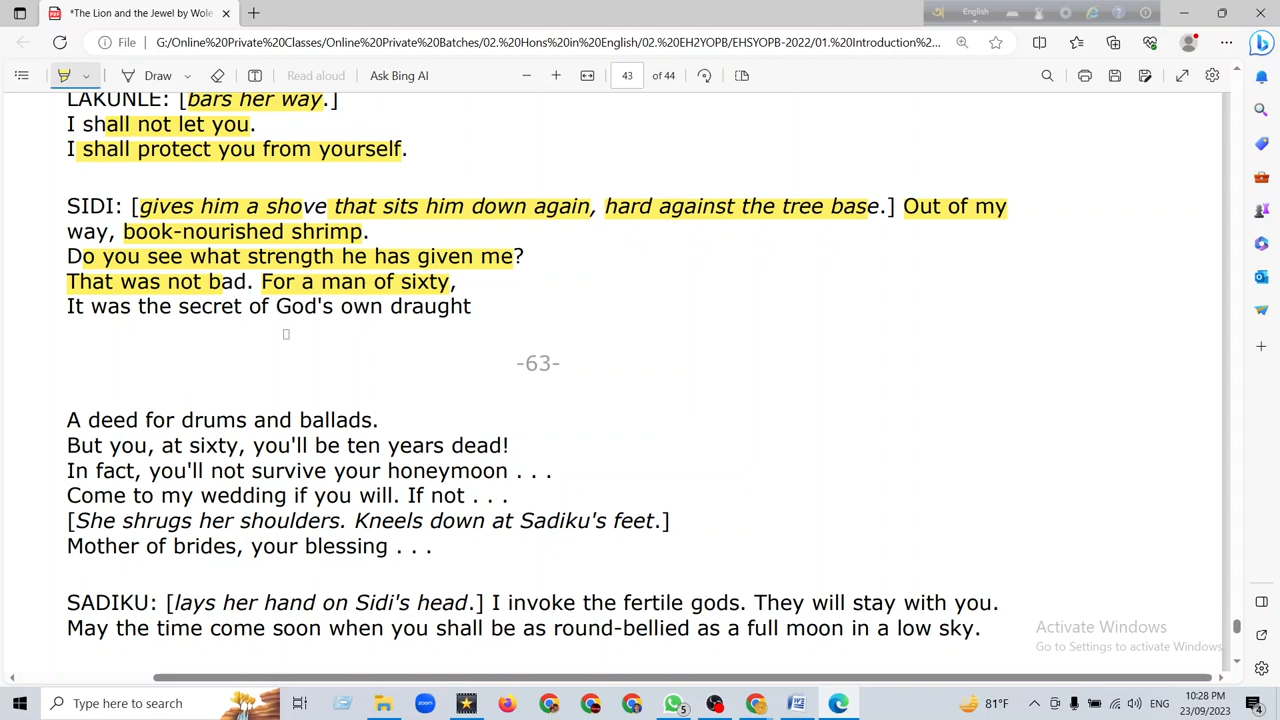 *The Lion and the Jewel by Wole
File
G:/Online%20Private%20Classes/Online%20Private%20Batches/02.%20Hons%20in%20English/02.%20EH2YOPB/EHSYOPB-2022/01.%20Introduction%2...
English
Draw
Read aloud
Ask Bing AI
43 of 44
LAKUNLE: [bars her way.]
I shall not let you.
I shall protect you from yourself.
SIDI: [gives him a shove that sits him down again, hard against the tree base.] Out of my
way, book-nourished shrimp.
Do you see what strength he has given me?
That was not bad. For a man of sixty,
It was the secret of God's own draught
-63-
A deed for drums and ballads.
But you, at sixty, you'll be ten years dead!
In fact, you'll not survive your honeymoon . . .
Come to my wedding if you will. If not . . .
[She shrugs her shoulders. Kneels down at Sadiku's feet.]
Mother of brides, your blessing . . .
SADIKU: [lays her hand on Sidi's head.] I invoke the fertile gods. They will stay with you.
May the time come soon when you shall be as round-bellied as a full moon in a low sky.
Activate Windows
Go to Settings to activate Windows.
Type here to search
zoom
5
81°F
ENG
10:28 PM
23/09/2023
4